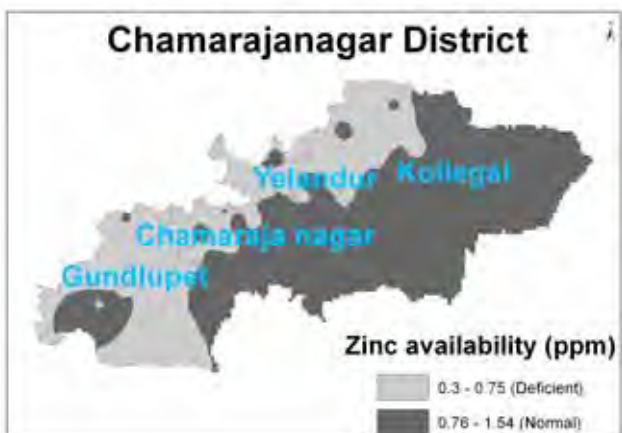 Chamarajanagar District
Yelandur
Kollegal
Chamaraja nagar
Gundlupet
Zinc availability (ppm)
0.3 - 0.75 (Deficient)
0.76 - 1.54 (Normal)